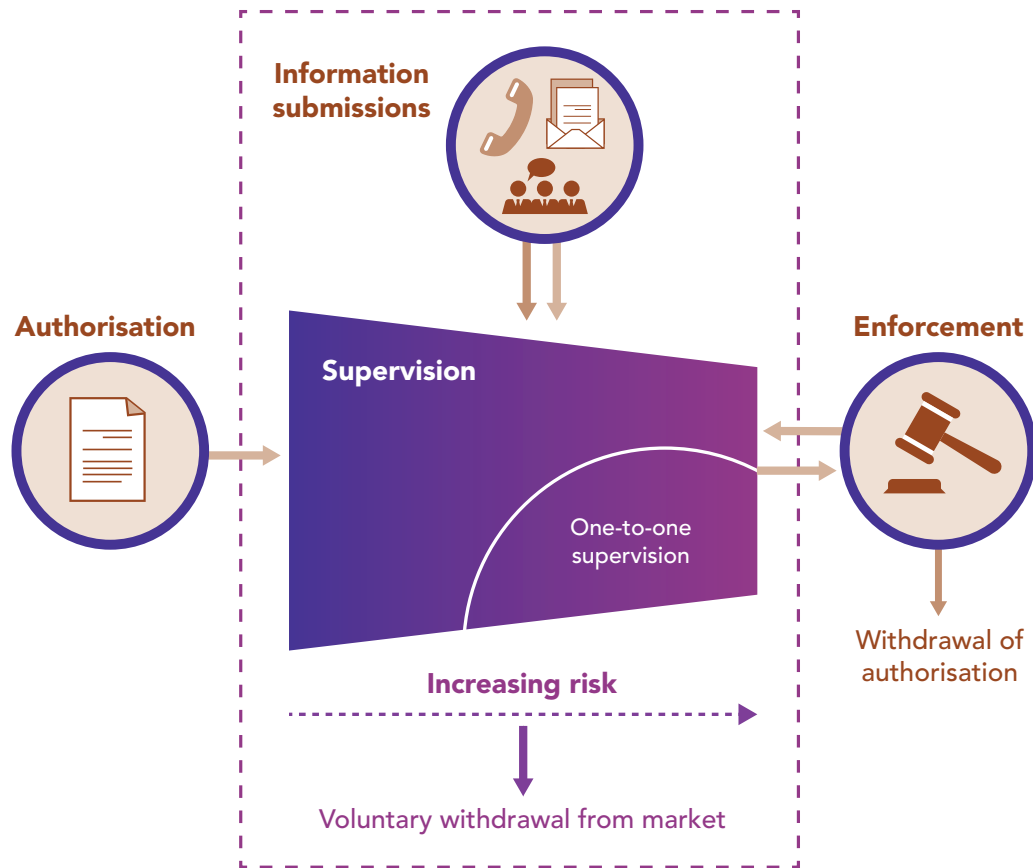 Information
submissions
Authorisation
Enforcement
Supervision
One-to-one
supervision
Withdrawal of
authorisation
Increasing risk
Voluntary withdrawal from market